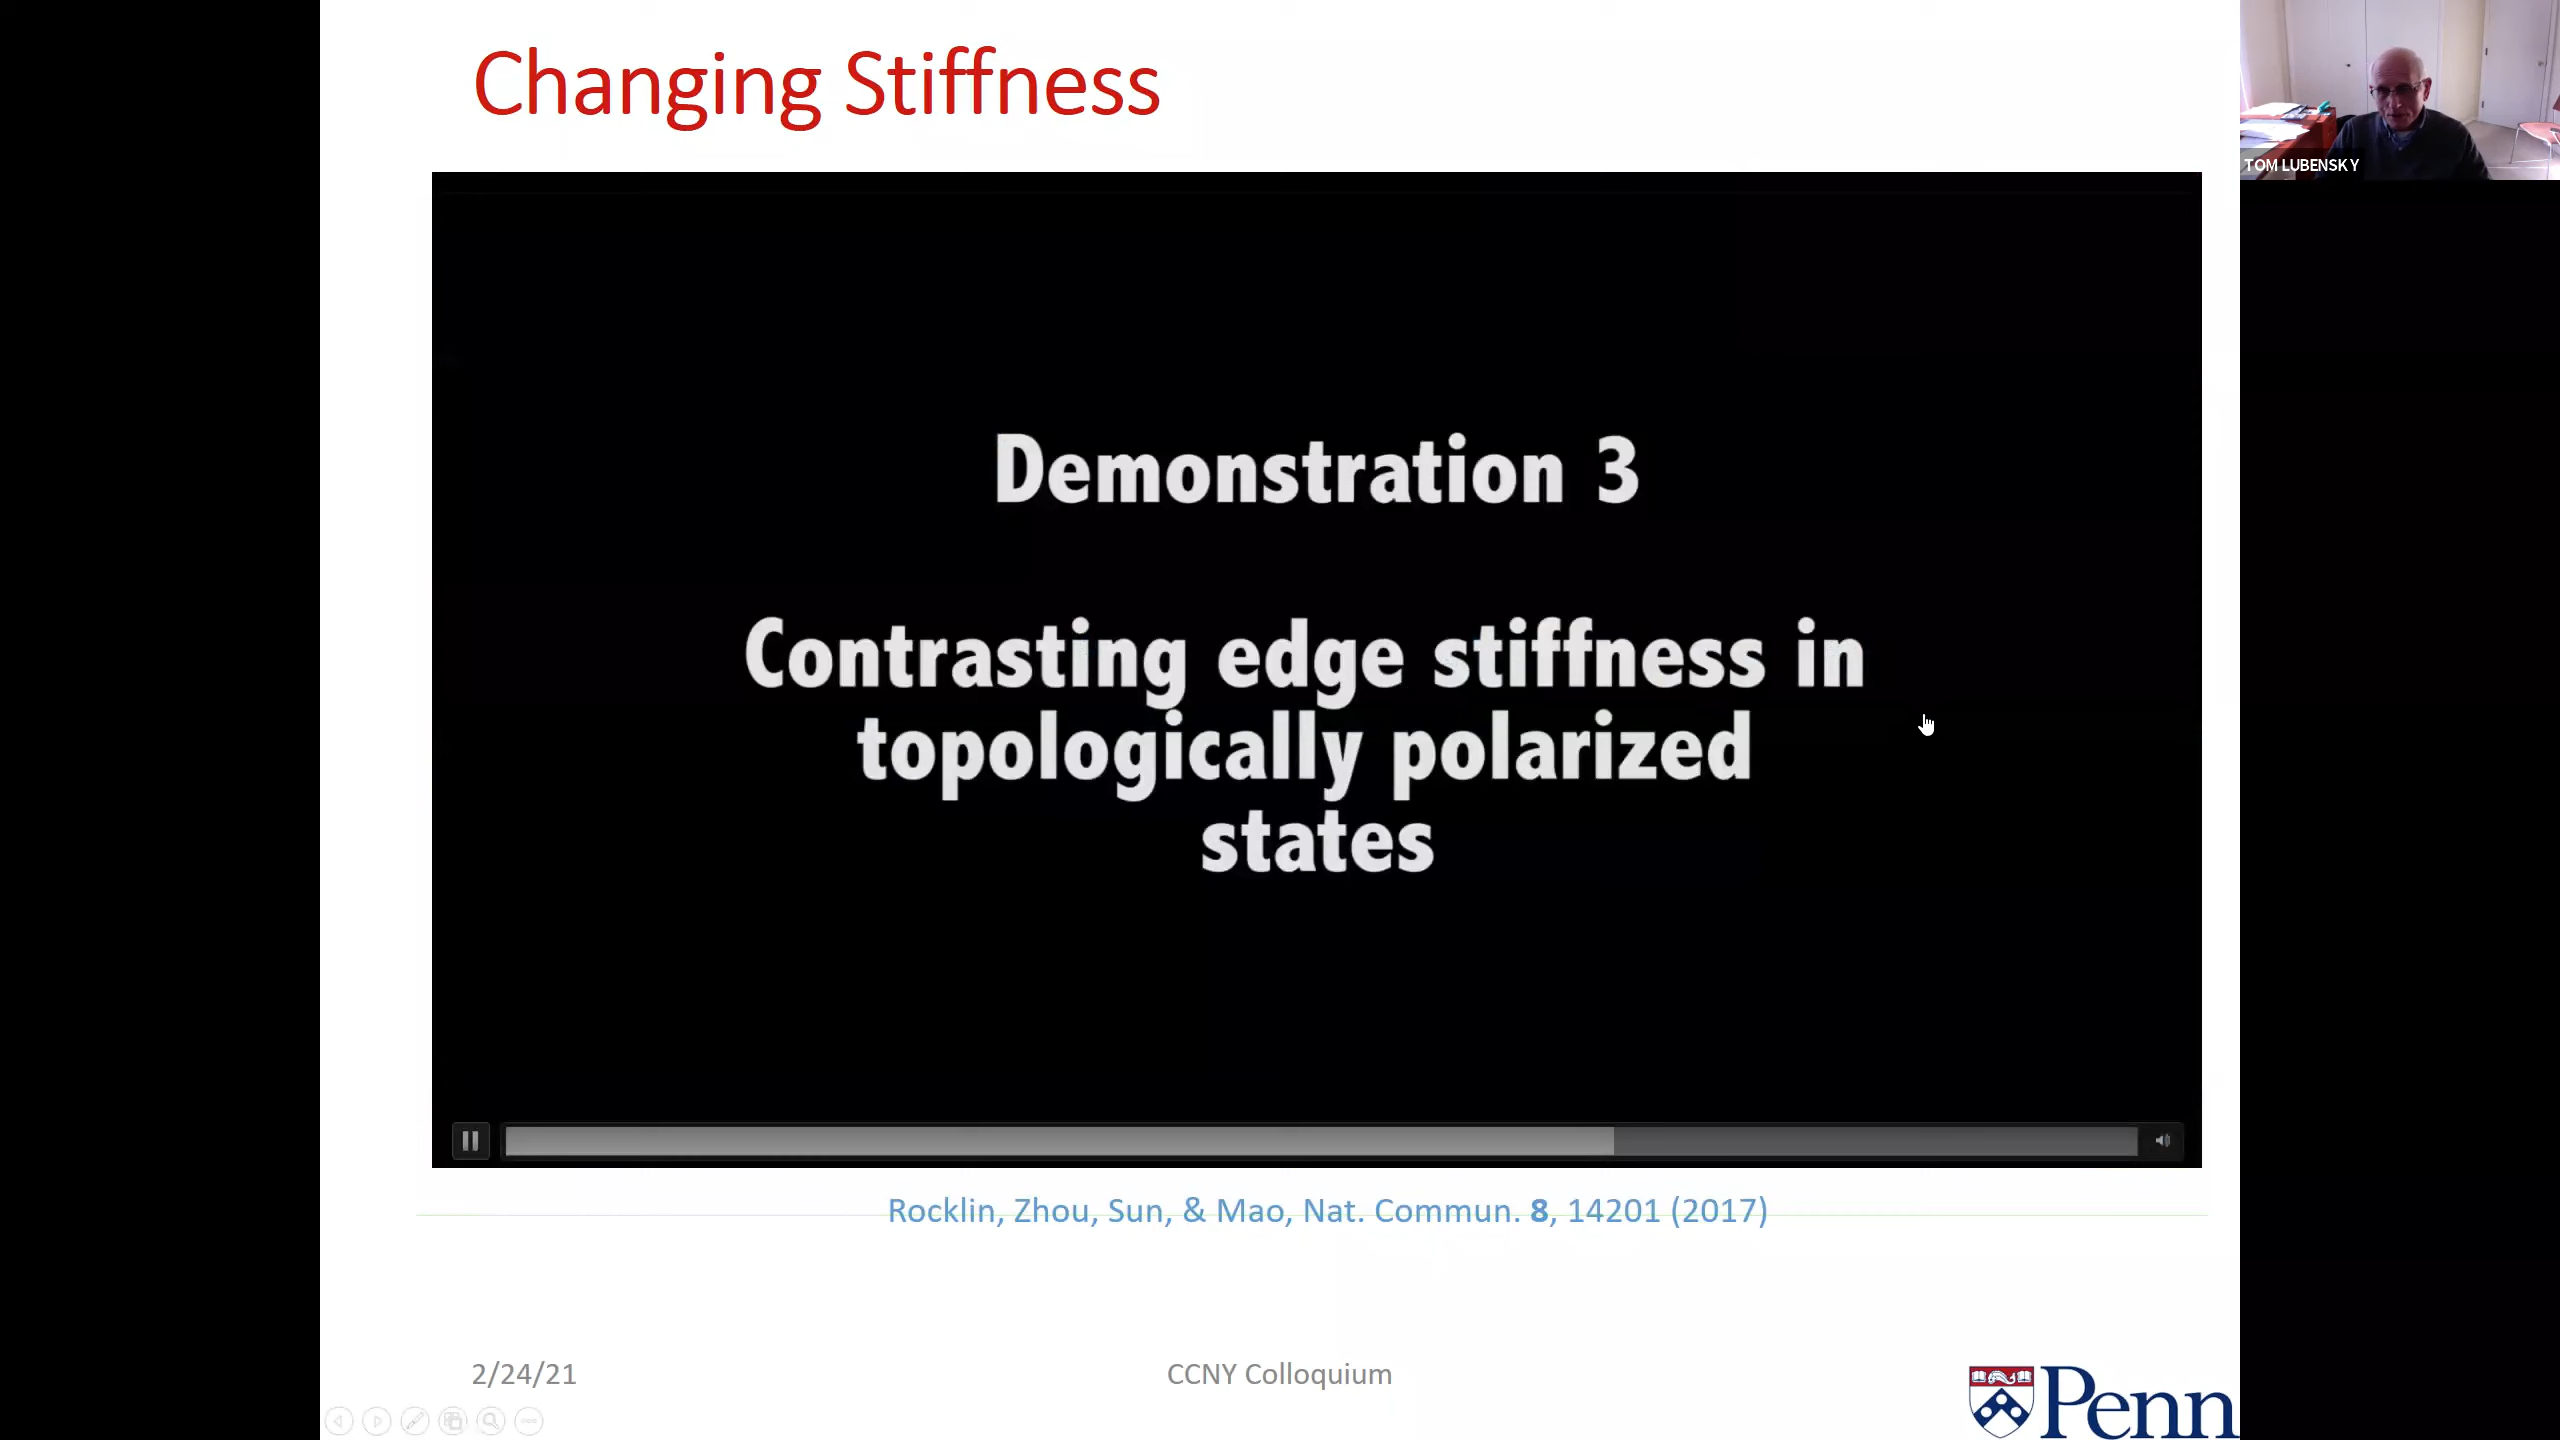 Changing Stiffness
TOM LUBENSKY
Demonstration 3
Contrasting edge stiffness in
topologically polarized
states
Rocklin, Zhou, Sun, & Mao, Nat. Commun. 8, 14201 (2017)
2/24/21
CCNY Colloquium
Penn